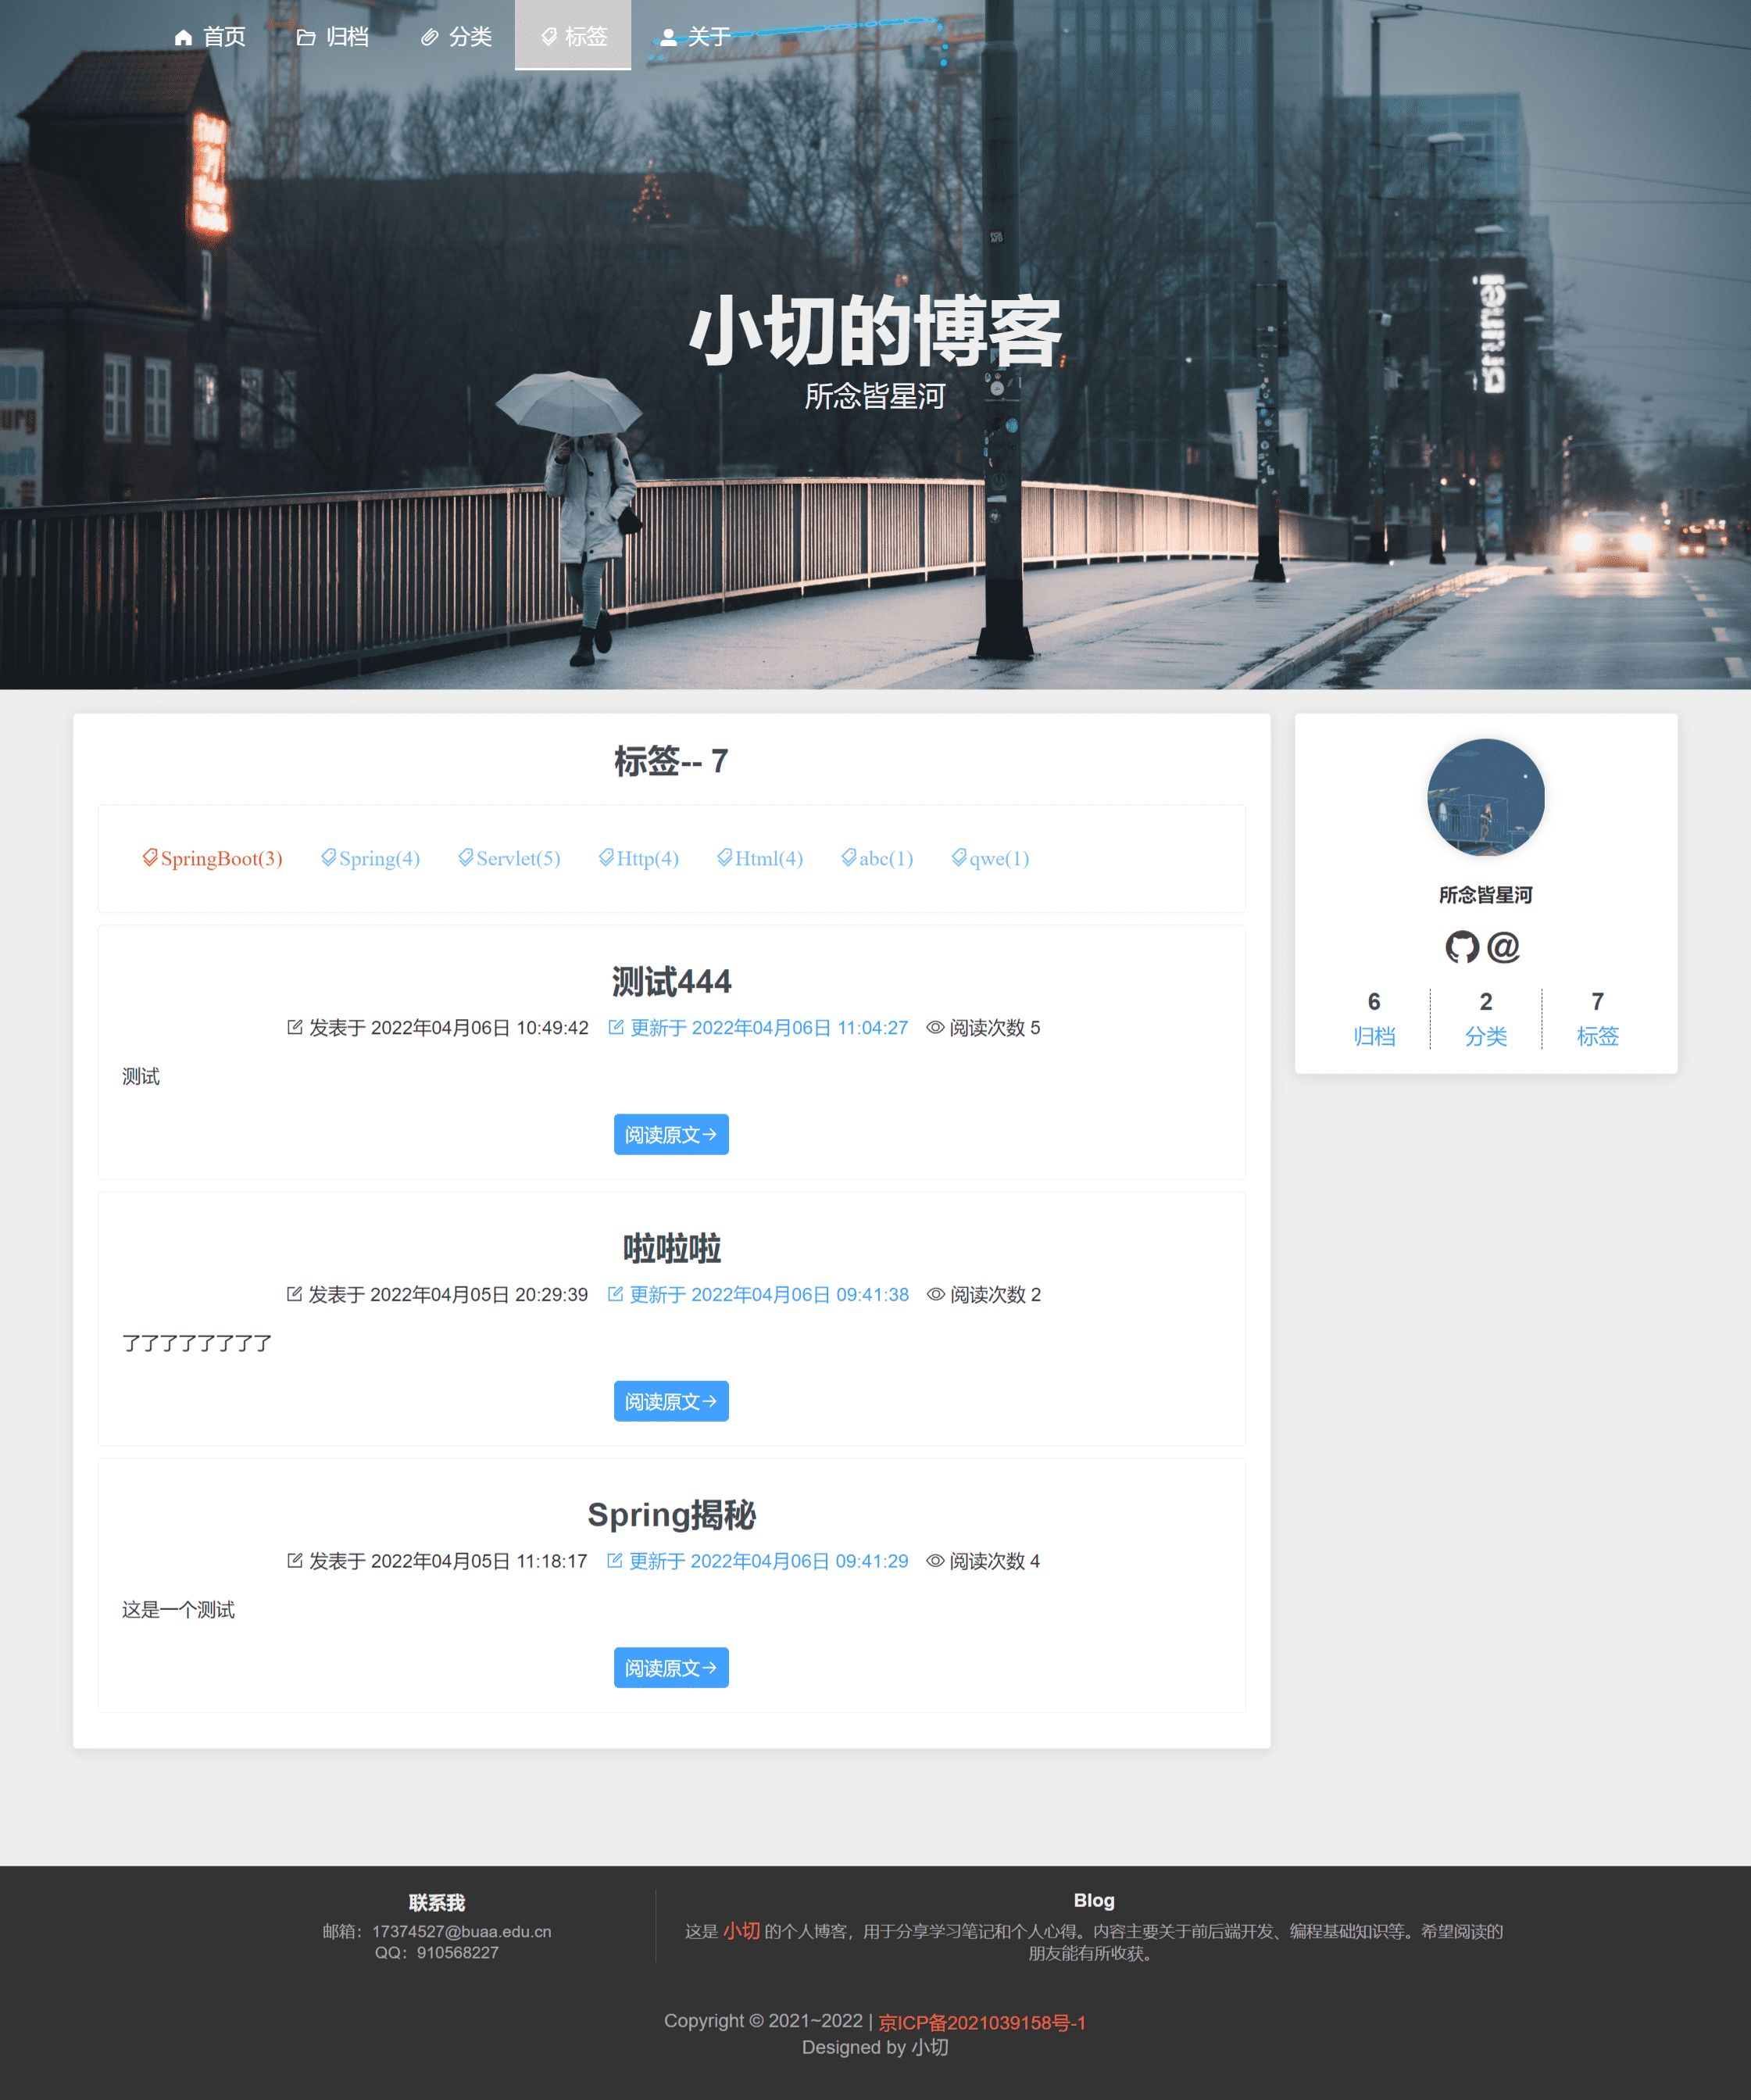 首页 归档 分类 标签 关于
小切的博客
所念皆星河
brunei
标签-- 7
SpringBoot(3) Spring(4) Servlet(5) Http(4) Html(4) abc(1) qwe(1)
测试444
发表于 2022年04月06日 10:49:42 更新于 2022年04月06日 11:04:27 阅读次数 5
测试
阅读原文→
啦啦啦
发表于 2022年04月05日 20:29:39 更新于 2022年04月06日 09:41:38 阅读次数 2
了了了了了了了了
阅读原文→
Spring揭秘
发表于 2022年04月05日 11:18:17 更新于 2022年04月06日 09:41:29 阅读次数 4
这是一个测试
阅读原文→
所念皆星河
@
6 2 7
归档 分类 标签
联系我
邮箱：17374527@buaa.edu.cn
QQ：910568227
Blog
这是 小切 的个人博客，用于分享学习笔记和个人心得。内容主要关于前后端开发、编程基础知识等。希望阅读的
朋友能有所收获。
Copyright © 2021~2022 | 京ICP备2021039158号-1
Designed by 小切